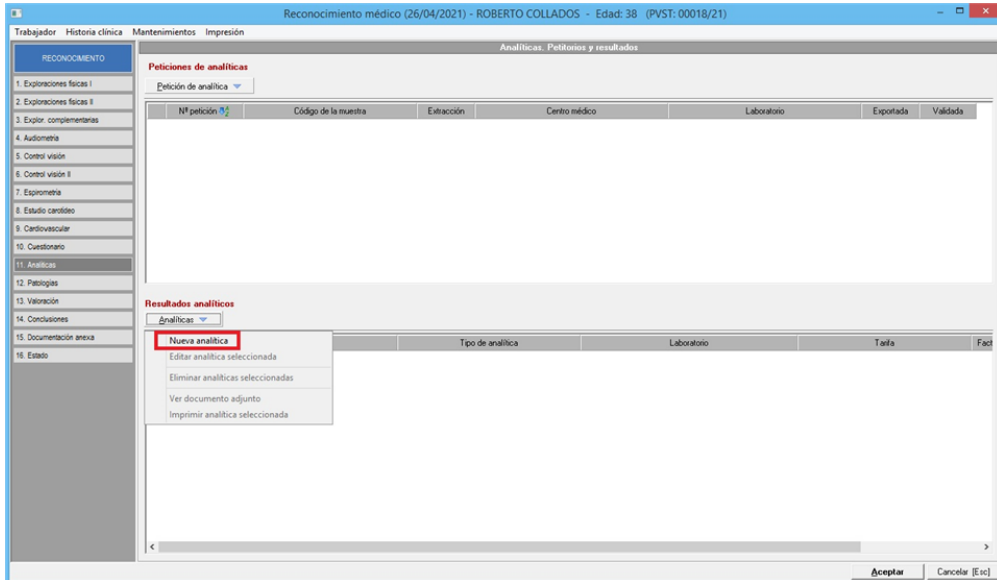 Reconocimiento médico (26/04/2021) - ROBERTO COLLADOS - Edad: 38 (PVST: 00018/21)
Trabajador Historia clínica Mantenimientos Impresión
RECONOCIMIENTO
1. Exploraciones físicas I
2. Exploraciones físicas II
3. Explor. complementarias
4. Audiometría
5. Control visión
6. Control visión II
7. Espirometría
8. Estudio carotídeo
9. Cardiovascular
10. Cuestionario
11. Analíticas
12. Patologías
13. Valoración
14. Conclusiones
15. Documentación anexa
16. Estado
Analíticas. Petitorios y resultados
Peticiones de analíticas
Petición de analítica
Nº petición Código de la muestra Extracción Centro médico Laboratorio Exportada Validada
Resultados analíticos
Analíticas
Tipo de analítica Laboratorio Tarifa Fact
Nueva analítica
Editar analítica seleccionada
Eliminar analíticas seleccionadas
Ver documento adjunto
Imprimir analítica seleccionada
Aceptar Cancelar [Esc]